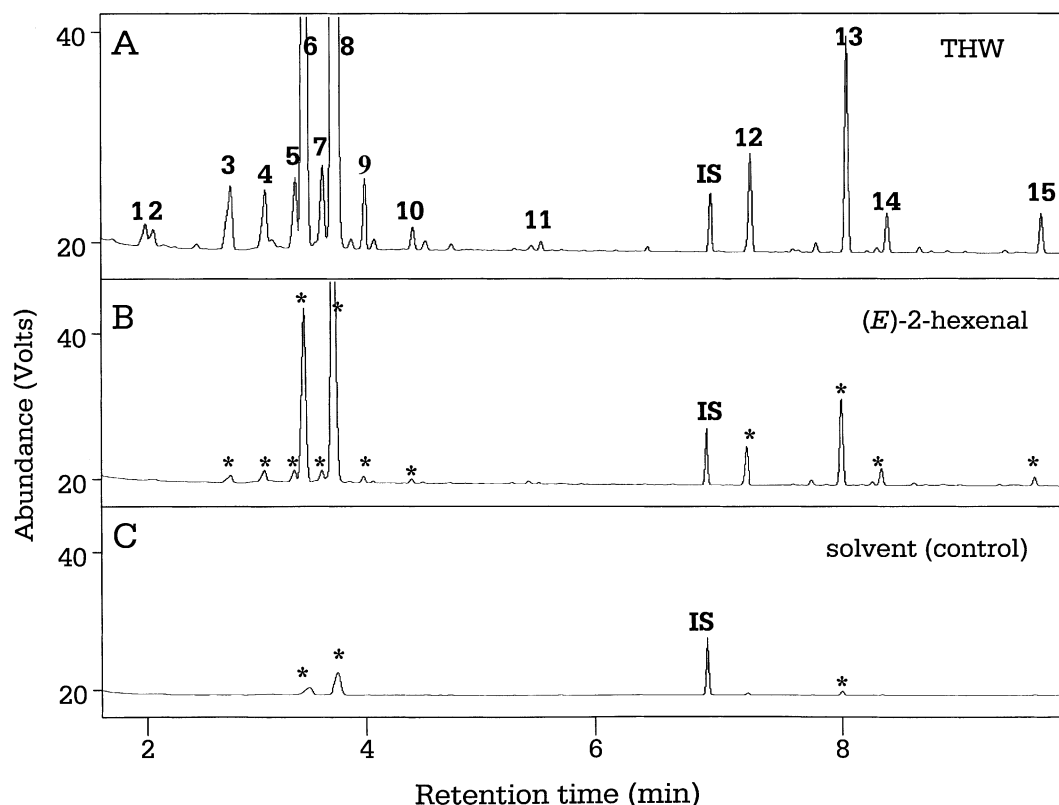 A
THW
40
20
1 2 3 4 5 6 7 8 9 10 11 IS 12 13 14 15
B
(E)-2-hexenal
40
20
* * * * * * * * * IS * * * *
C
solvent (control)
40
20
* * IS *
Abundance (Volts)
2 4 6 8
Retention time (min)